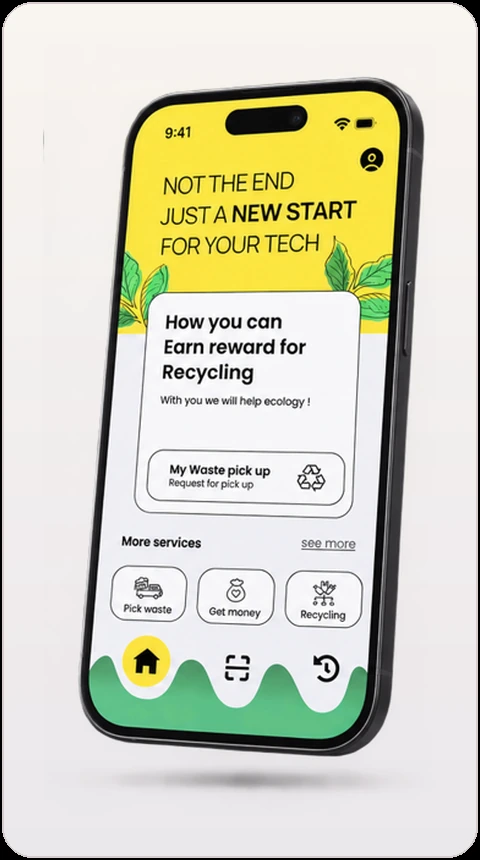 9:41
NOT THE END
JUST A NEW START
FOR YOUR TECH
How you can
Earn reward for
Recycling
With you we will help ecology !
My Waste pick up
Request for pick up
More services
see more
Pick waste
Get money
Recycling